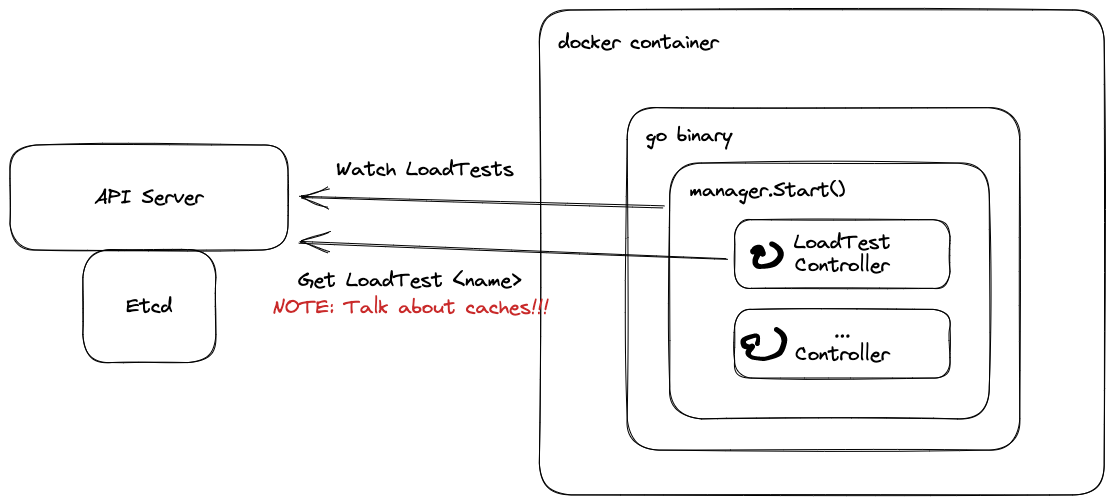 docker container
go binary
manager.Start()
Watch LoadTests
API Server
LoadTest
Controller
Get LoadTest <name>
NOTE: Talk about caches!!!
Etcd
...
Controller